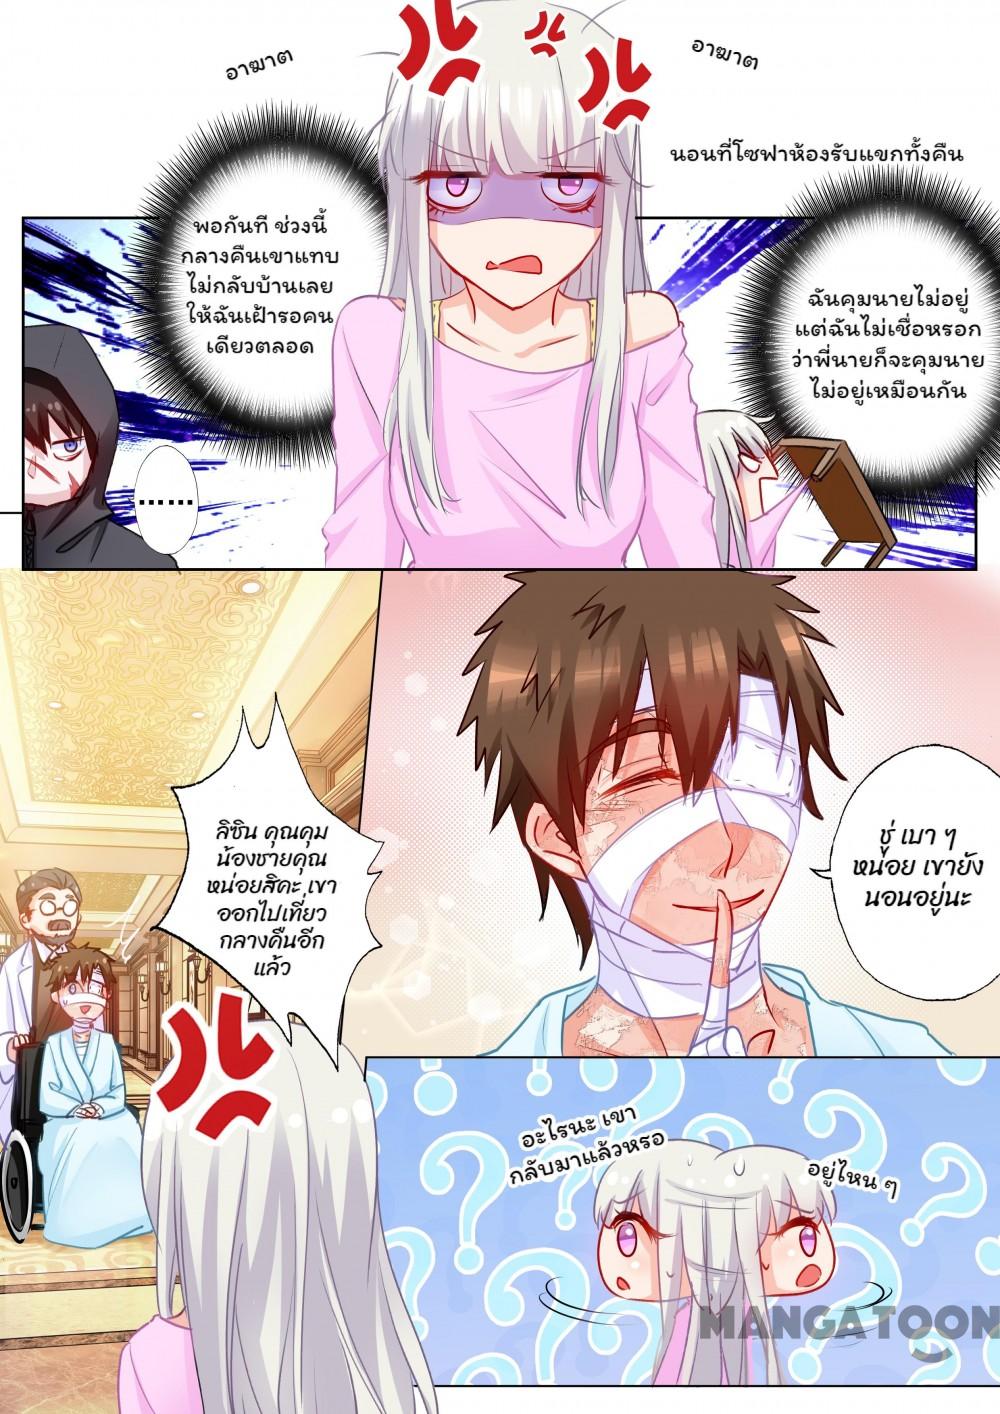 อาฆาต
อาฆาต
นอนที่โซฟาห้องรับแขกทั้งคืน
พอกันที ช่วงนี้
กลางคืนเขาแทบ
ไม่กลับบ้านเลย
ให้ฉันเฝ้ารอคน
เดียวตลอด
ฉันคุมนายไม่อยู่
แต่ฉันไม่เชื่อหรอก
ว่าพี่นายก็จะคุมนาย
ไม่อยู่เหมือนกัน
.......
ชู่ เบา ๆ
หน่อย เขายัง
นอนอยู่นะ
ลิซิน คุณคุม
น้องชายคุณ
หน่อยสิคะ เขา
ออกไปเที่ยว
กลางคืนอีก
แล้ว
อะไรนะ เขา
กลับมาแล้วหรอ
อยู่ไหน ๆ
MANGATOON